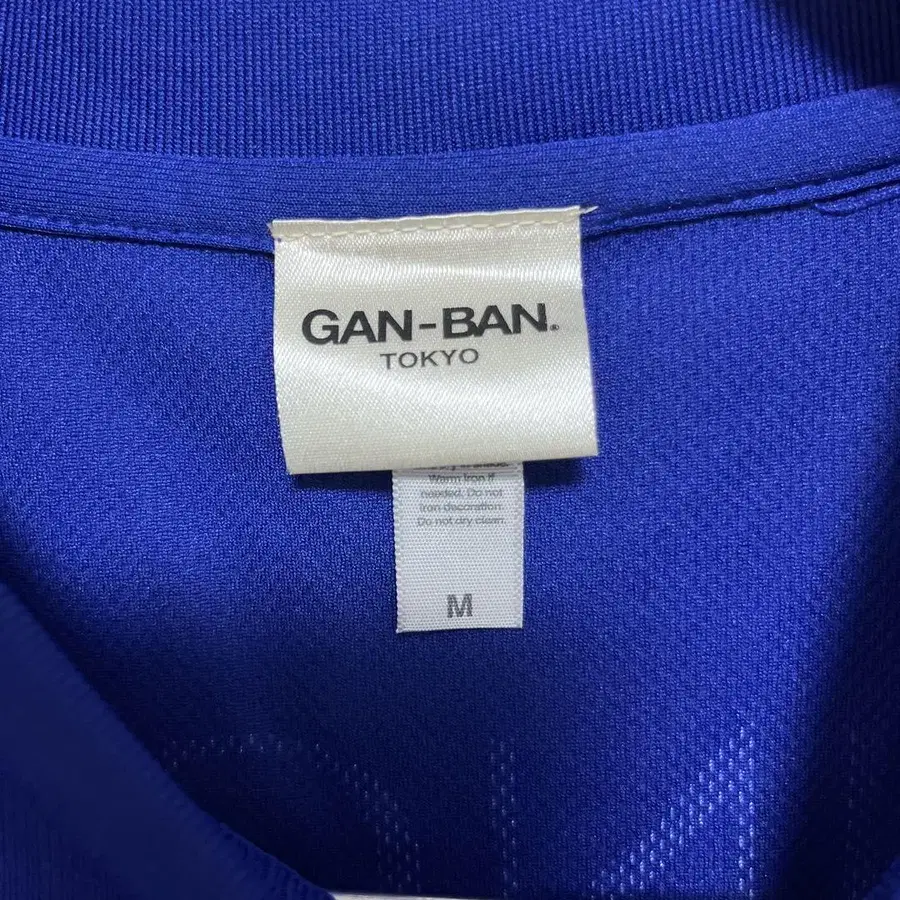 GAN-BAN®
TOKYO
Warm Iron if
needed. Do not
iron decoration.
Do not dry clean.
M